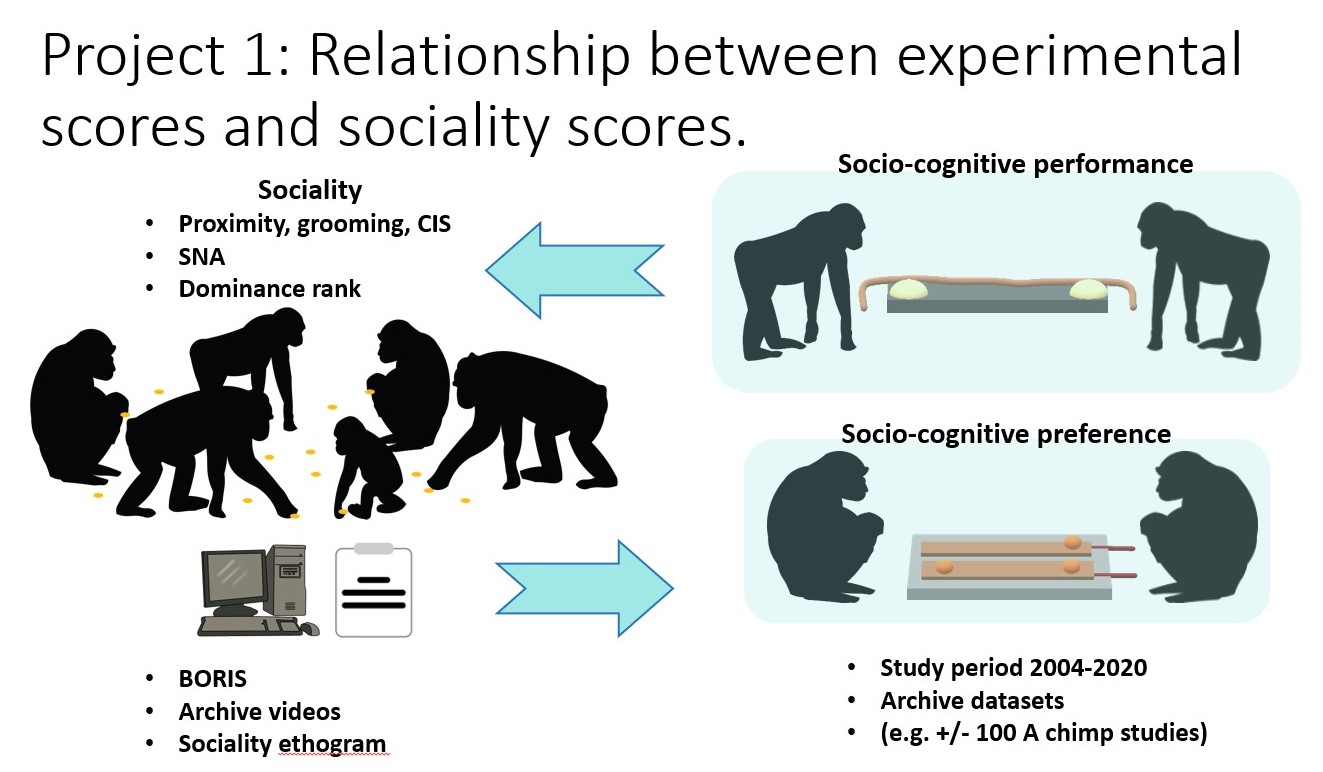 Project 1: Relationship between experimental
scores and sociality scores.
Sociality
• Proximity, grooming, CIS
• SNA
• Dominance rank
Socio-cognitive performance
Socio-cognitive preference
• BORIS
• Archive videos
• Sociality ethogram
• Study period 2004-2020
• Archive datasets
• (e.g. +/- 100 A chimp studies)